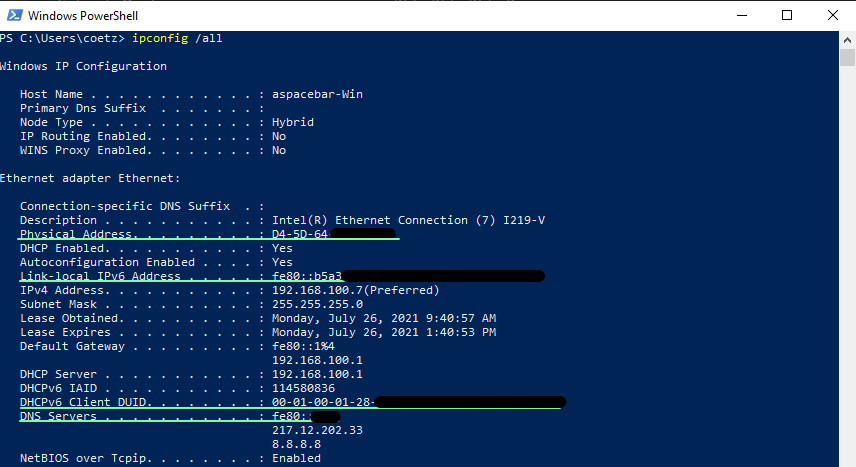 Windows PowerShell
PS C:\Users\coetz> ipconfig /all
Windows IP Configuration
Host Name . . . . . . . . . . . . : aspacebar-Win
Primary Dns Suffix  . . . . . . . :
Node Type . . . . . . . . . . . . : Hybrid
IP Routing Enabled. . . . . . . . : No
WINS Proxy Enabled. . . . . . . . : No
Ethernet adapter Ethernet:
Connection-specific DNS Suffix  . :
Description . . . . . . . . . . . : Intel(R) Ethernet Connection (7) I219-V
Physical Address. . . . . . . . . : D4-5D-64-
DHCP Enabled. . . . . . . . . . . : Yes
Autoconfiguration Enabled . . . . : Yes
Link-local IPv6 Address . . . . . : fe80::b5a3
IPv4 Address. . . . . . . . . . . : 192.168.100.7(Preferred)
Subnet Mask . . . . . . . . . . . : 255.255.255.0
Lease Obtained. . . . . . . . . . : Monday, July 26, 2021 9:40:57 AM
Lease Expires . . . . . . . . . . : Monday, July 26, 2021 1:40:53 PM
Default Gateway . . . . . . . . . : fe80::1%4
192.168.100.1
DHCP Server . . . . . . . . . . . : 192.168.100.1
DHCPv6 IAID . . . . . . . . . . . : 114580836
DHCPv6 Client DUID. . . . . . . . : 00-01-00-01-28-
DNS Servers . . . . . . . . . . . : fe80::
217.12.202.33
8.8.8.8
NetBIOS over Tcpip. . . . . . . . : Enabled